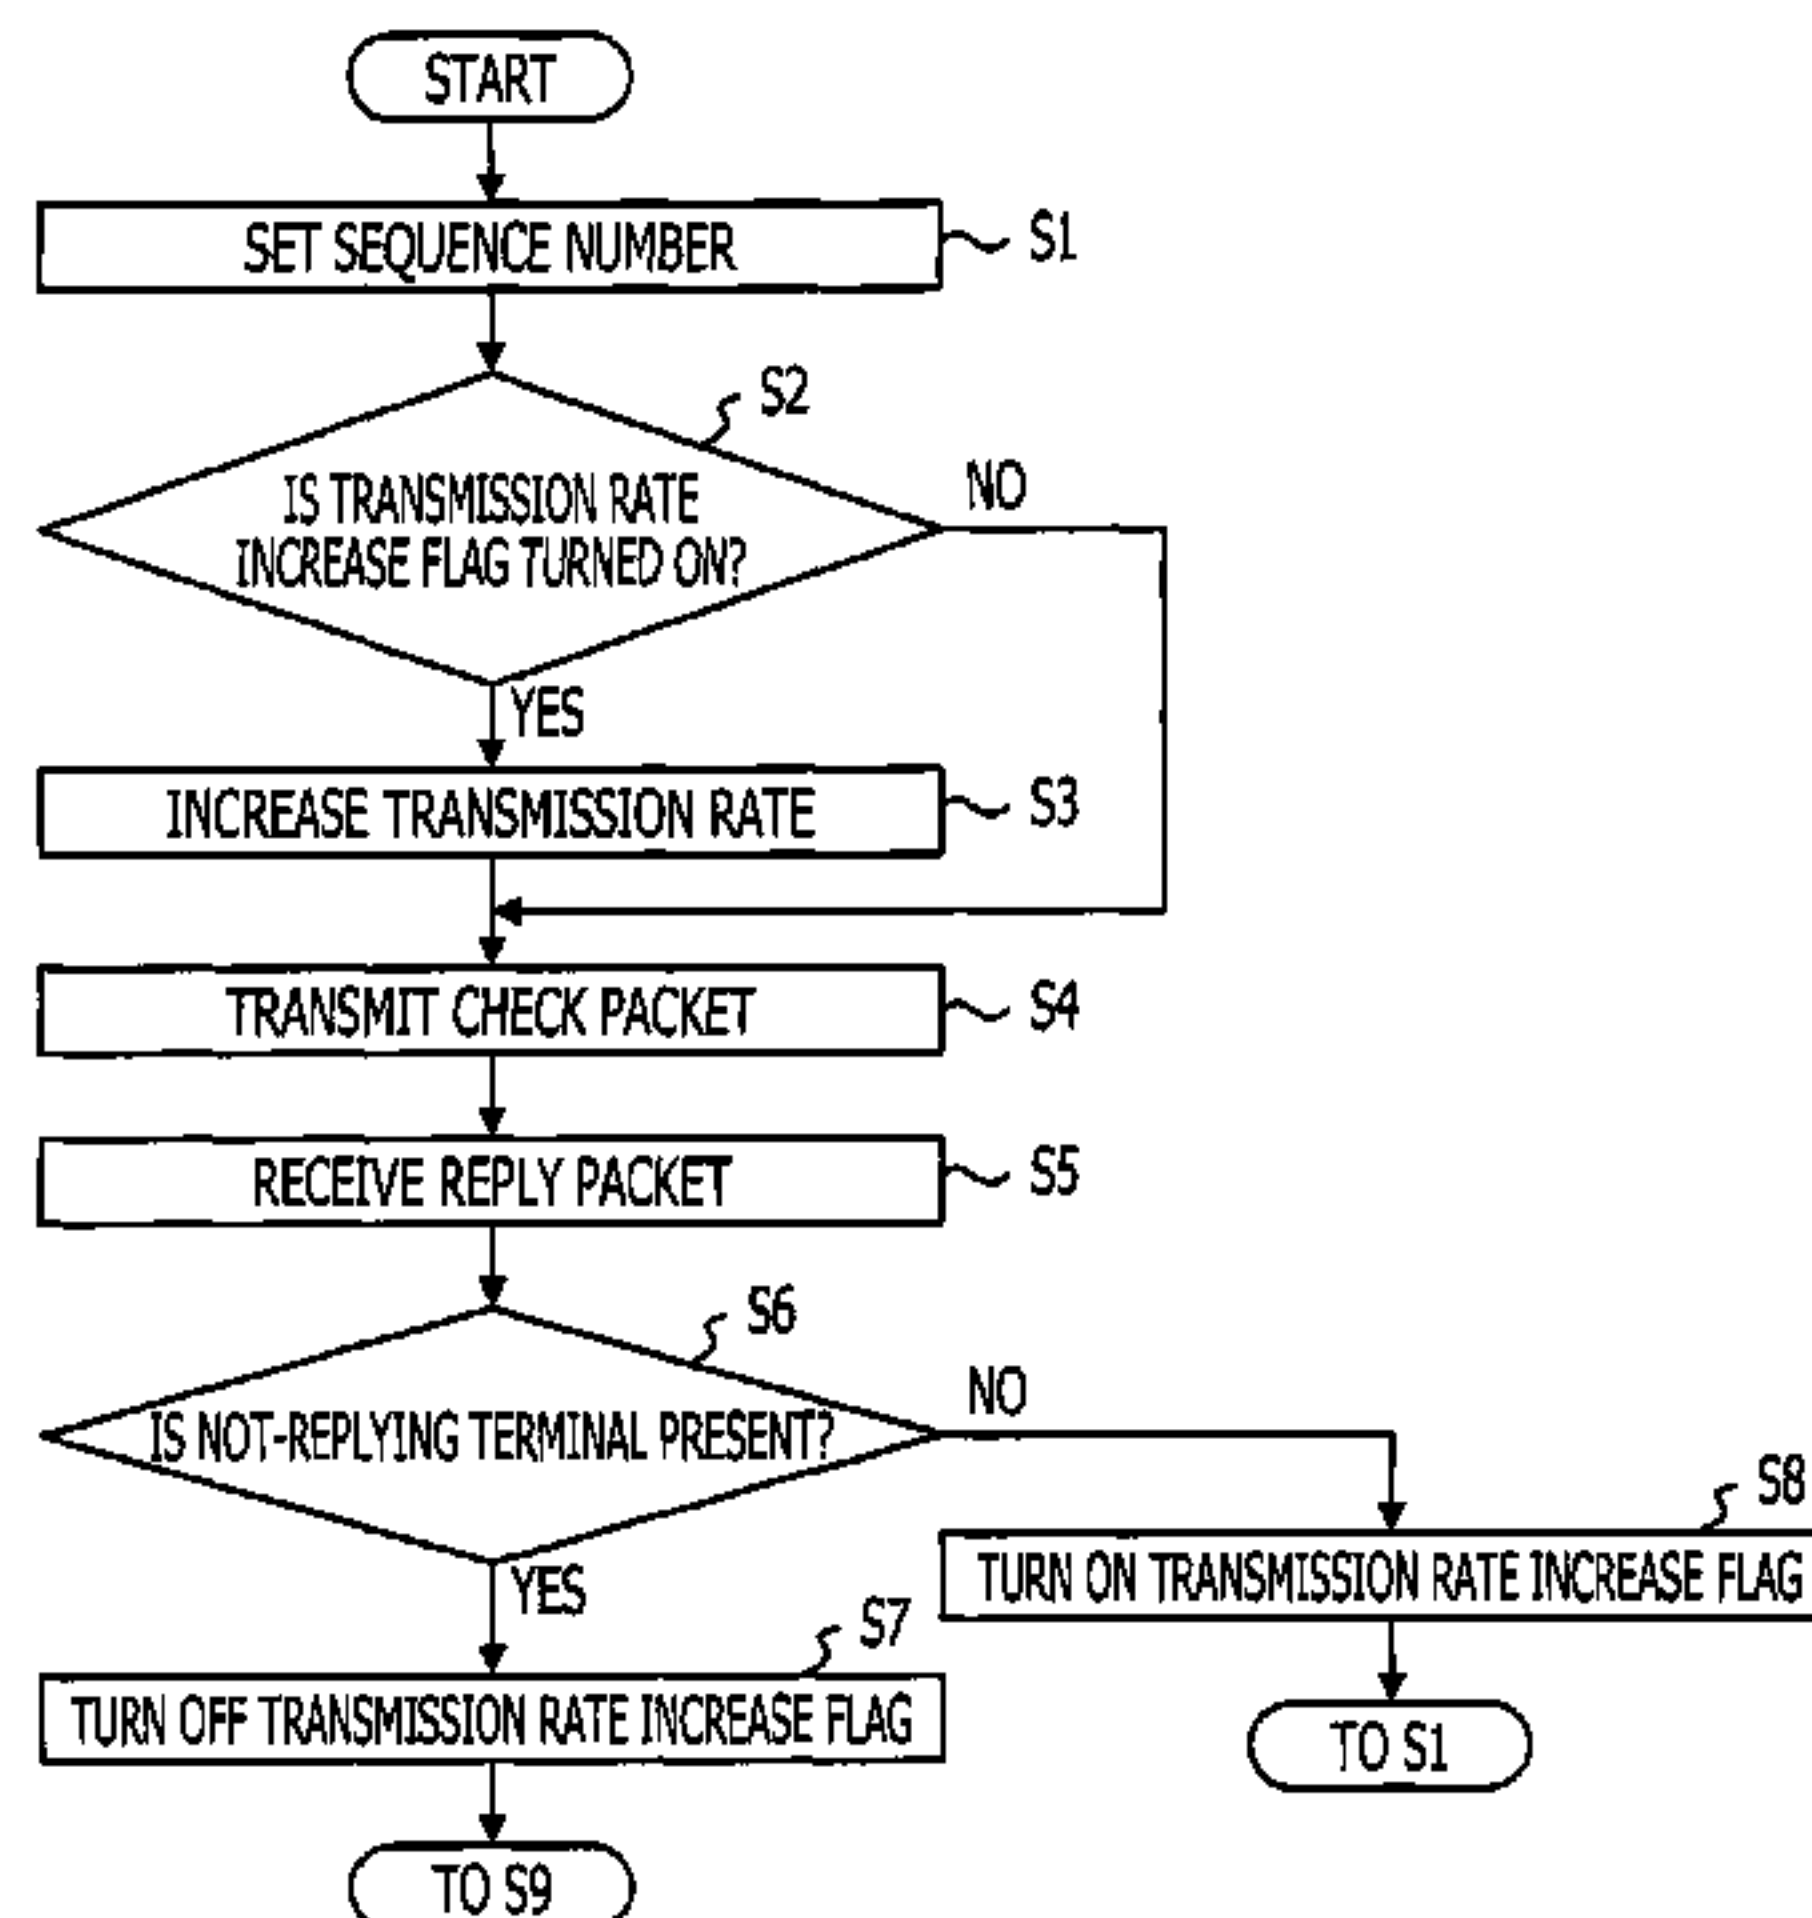 START
SET SEQUENCE NUMBER
S1
S2
IS TRANSMISSION RATE
INCREASE FLAG TURNED ON?
NO
YES
INCREASE TRANSMISSION RATE
S3
TRANSMIT CHECK PACKET
S4
RECEIVE REPLY PACKET
S5
S6
IS NOT-REPLYING TERMINAL PRESENT?
NO
YES
S8
TURN ON TRANSMISSION RATE INCREASE FLAG
S7
TURN OFF TRANSMISSION RATE INCREASE FLAG
TO S1
TO S9